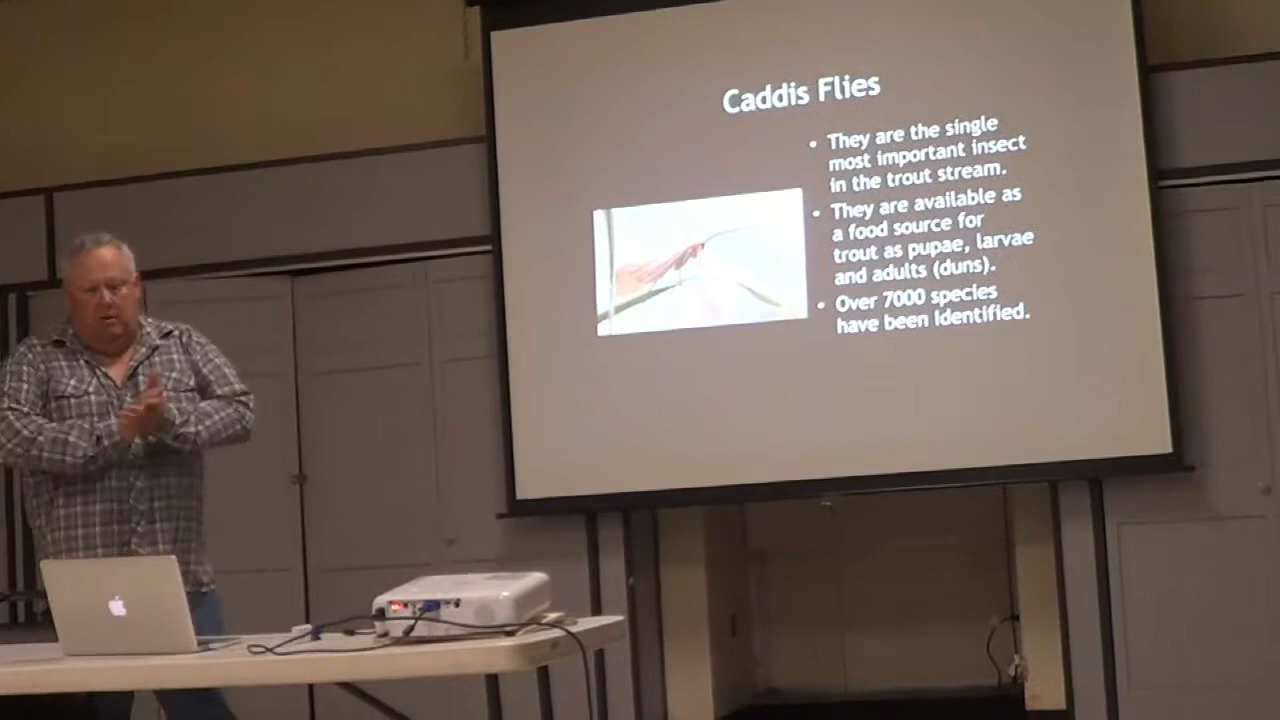 Caddis Flies
• They are the single
most important insect
in the trout stream.
• They are available as
a food source for
trout as pupae, larvae
and adults (duns).
• Over 7000 species
have been Identified.